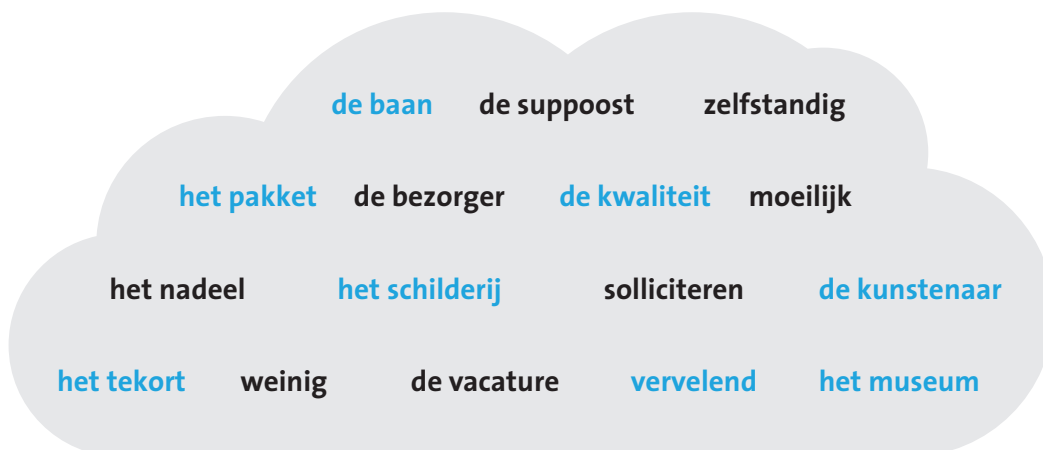 de baan de suppoost zelfstandig
het pakket de bezorger de kwaliteit moeilijk
het nadeel het schilderij solliciteren de kunstenaar
het tekort weinig de vacature vervelend het museum